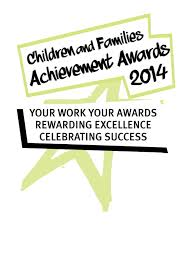 Children and Families
Achievement Awards
2014
YOUR WORK YOUR AWARDS
REWARDING EXCELLENCE
CELEBRATING SUCCESS